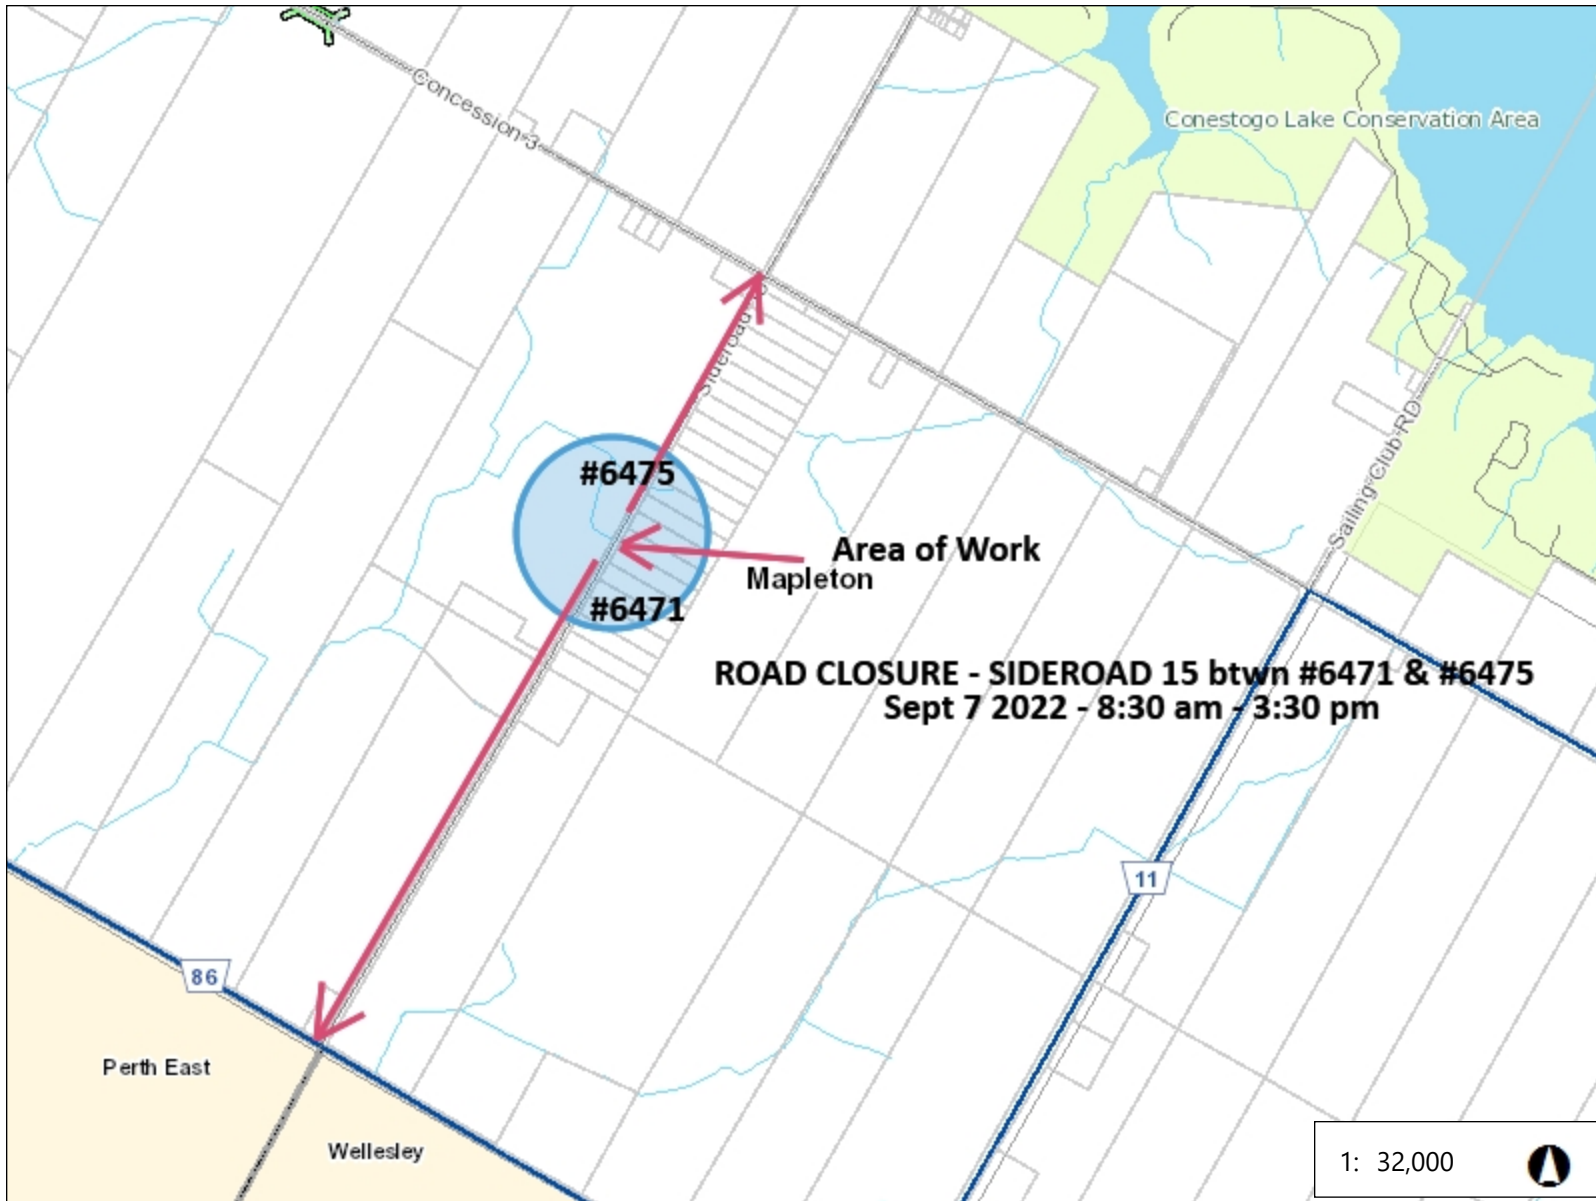 Concession 3
Conestogo Lake Conservation Area
Sideroad
#6475
Area of Work
Mapleton
#6471
Sailing Club RD
ROAD CLOSURE - SIDEROAD 15 btwn #6471 & #6475
Sept 7 2022 - 8:30 am - 3:30 pm
11
86
Perth East
Wellesley
1: 32,000